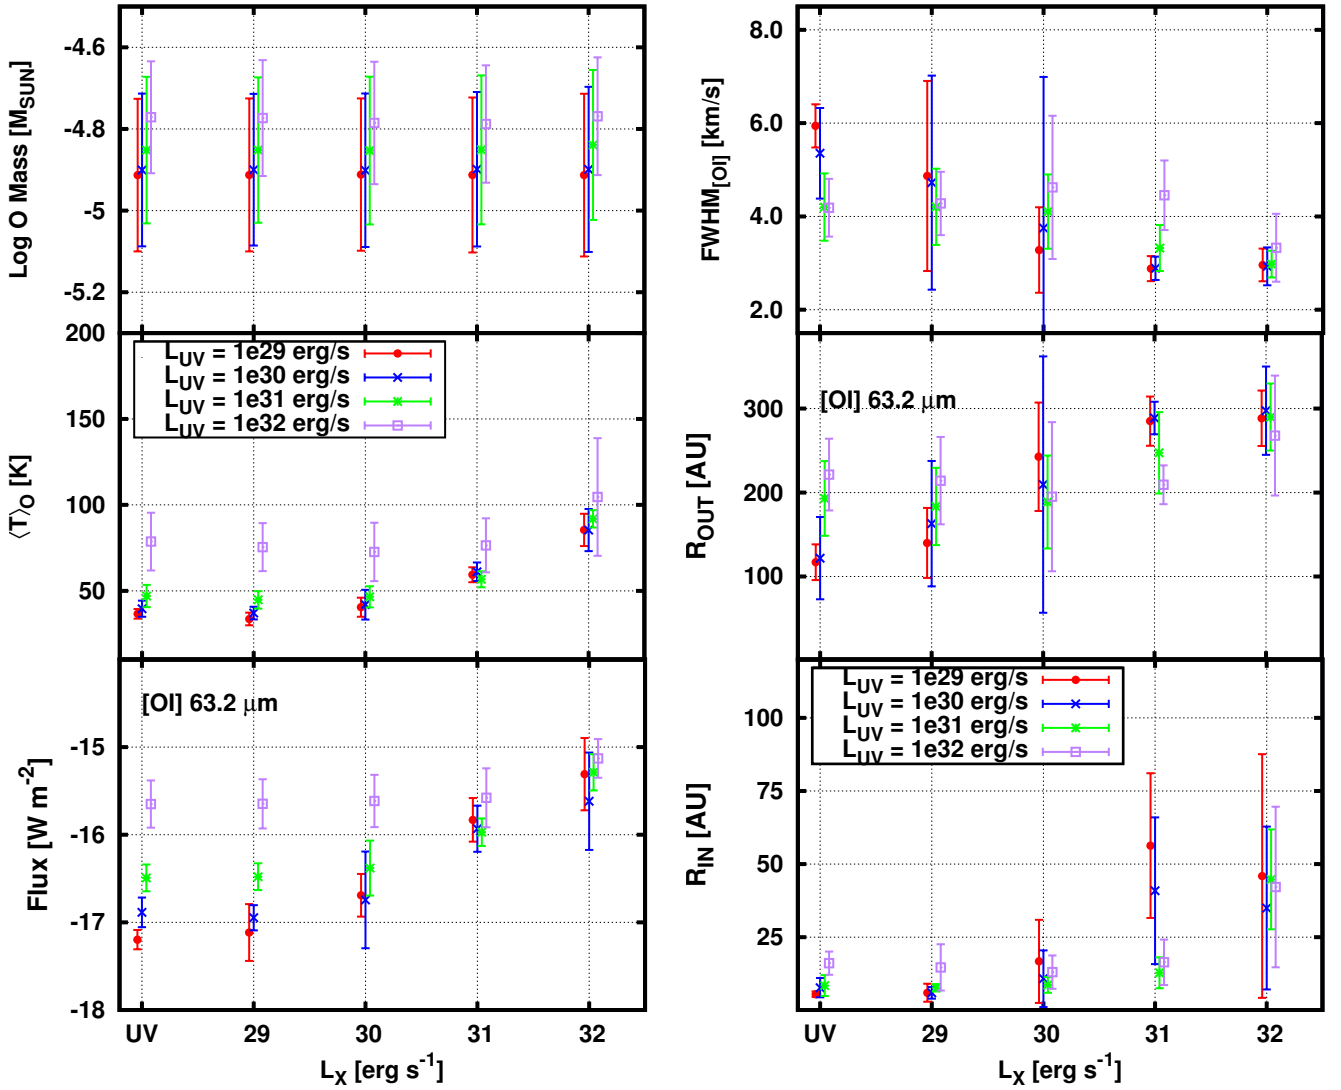 Log O Mass [M_SUN]
-4.6
-4.8
-5
-5.2
⟨T⟩_O [K]
200
150
100
50
L_UV = 1e29 erg/s
L_UV = 1e30 erg/s
L_UV = 1e31 erg/s
L_UV = 1e32 erg/s
Flux [W m^-2]
[OI] 63.2 µm
-15
-16
-17
-18
UV 29 30 31 32
L_X [erg s^-1]
FWHM_[OI] [km/s]
8.0
6.0
4.0
2.0
R_OUT [AU]
[OI] 63.2 µm
300
200
100
R_IN [AU]
L_UV = 1e29 erg/s
L_UV = 1e30 erg/s
L_UV = 1e31 erg/s
L_UV = 1e32 erg/s
100
75
50
25
UV 29 30 31 32
L_X [erg s^-1]